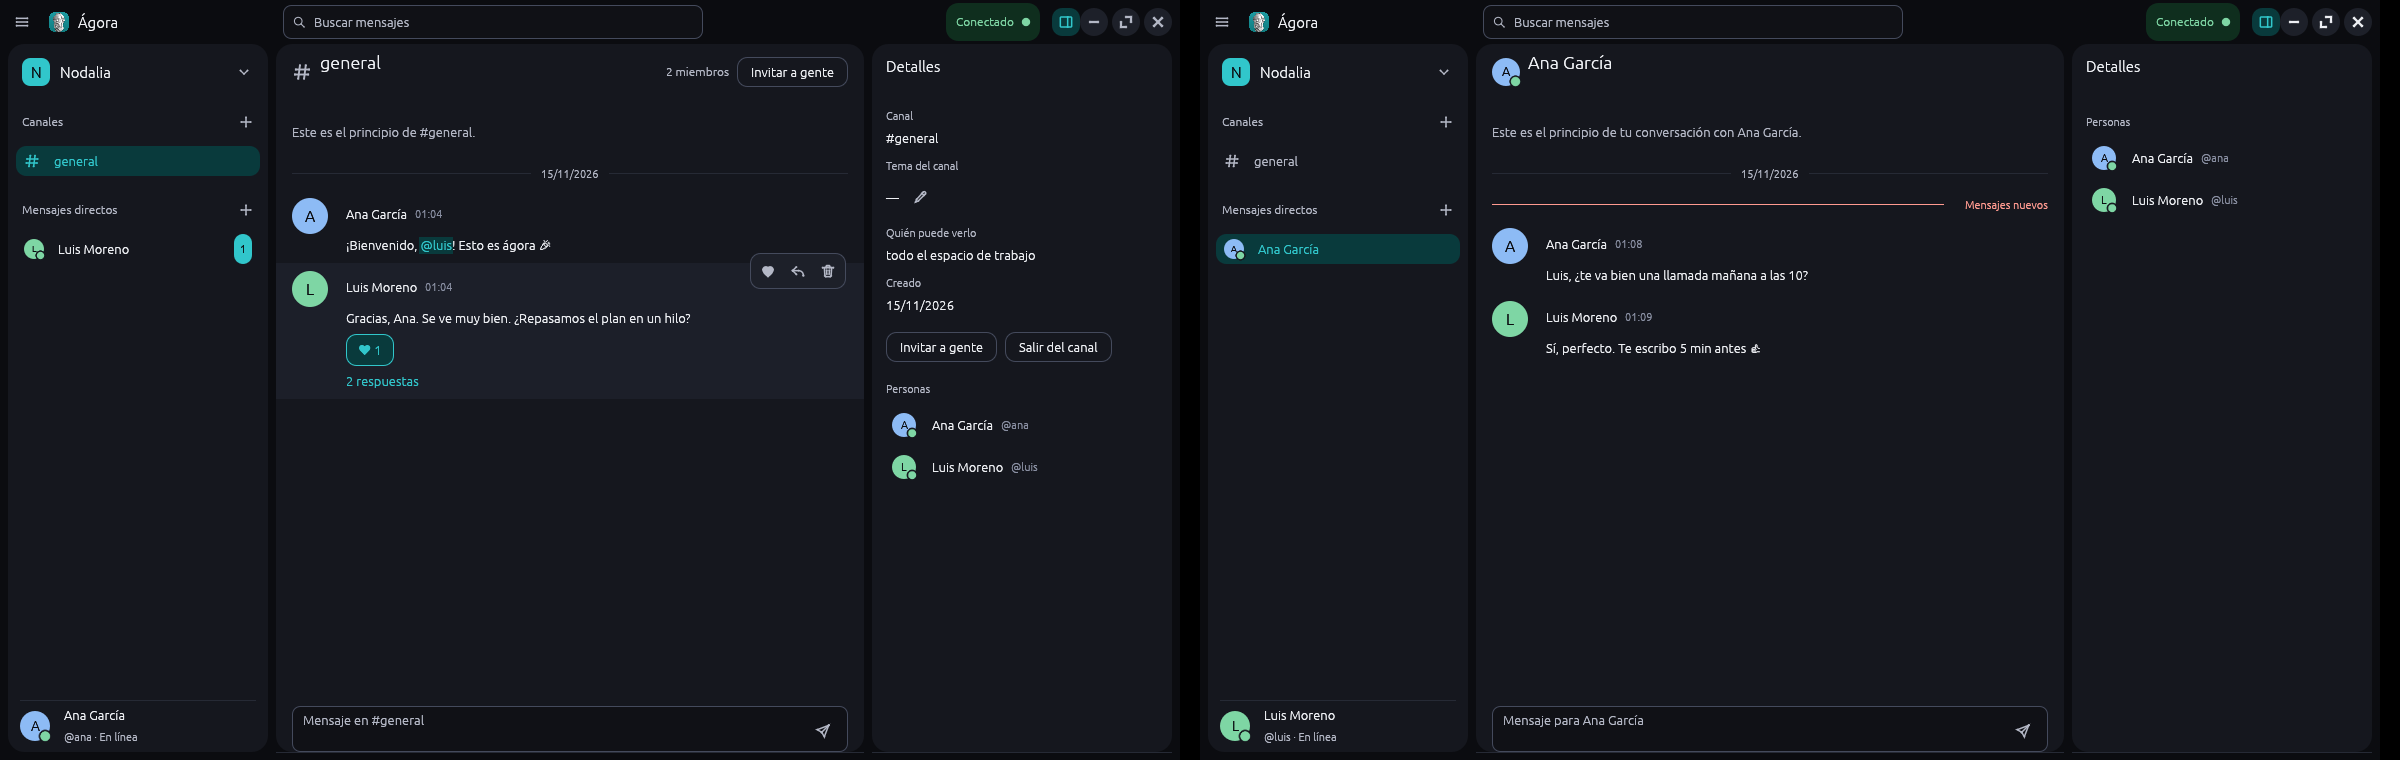 Ágora
Buscar mensajes
Conectado
N Nodalia
Canales
general
Mensajes directos
L Luis Moreno 1
A Ana García
@ana · En línea
# general
2 miembros
Invitar a gente
Este es el principio de #general.
15/11/2026
A Ana García 01:04
¡Bienvenido, @luis! Esto es ágora 🎉
L Luis Moreno 01:04
Gracias, Ana. Se ve muy bien. ¿Repasamos el plan en un hilo?
♥ 1
2 respuestas
Mensaje en #general
Detalles
Canal
#general
Tema del canal
—
Quién puede verlo
todo el espacio de trabajo
Creado
15/11/2026
Invitar a gente
Salir del canal
Personas
A Ana García @ana
L Luis Moreno @luis
Ágora
Buscar mensajes
Conectado
N Nodalia
Canales
# general
Mensajes directos
A Ana García
L Luis Moreno
@luis · En línea
A Ana García
Este es el principio de tu conversación con Ana García.
15/11/2026
Mensajes nuevos
A Ana García 01:08
Luis, ¿te va bien una llamada mañana a las 10?
L Luis Moreno 01:09
Sí, perfecto. Te escribo 5 min antes 👍
Mensaje para Ana García
Detalles
Personas
A Ana García @ana
L Luis Moreno @luis